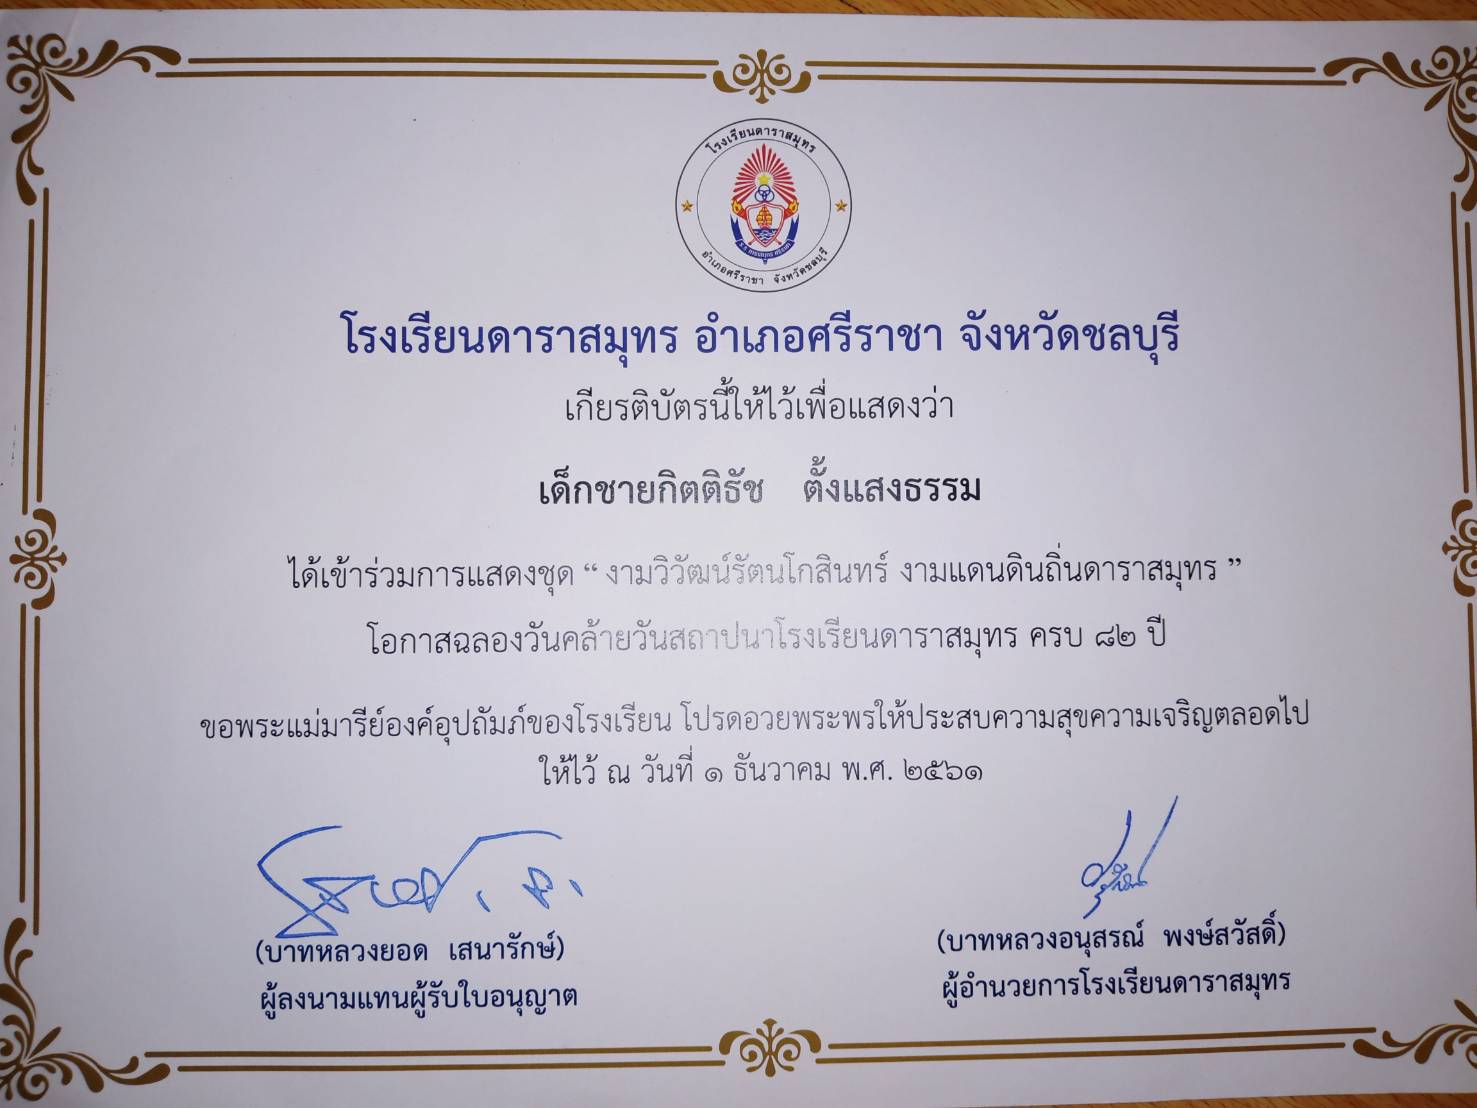 โรงเรียนดาราสมุทร
อำเภอศรีราชา จังหวัดชลบุรี
โรงเรียนดาราสมุทร อำเภอศรีราชา จังหวัดชลบุรี
เกียรติบัตรนี้ให้ไว้เพื่อแสดงว่า
เด็กชายกิตติธัช ตั้งแสงธรรม
ได้เข้าร่วมการแสดงชุด “ งามวิวัฒน์รัตนโกสินทร์ งามแดนดินถิ่นดาราสมุทร ”
โอกาสฉลองวันคล้ายวันสถาปนาโรงเรียนดาราสมุทร ครบ ๘๒ ปี
ขอพระแม่มารีย์องค์อุปถัมภ์ของโรงเรียน โปรดอวยพระพรให้ประสบความสุขความเจริญตลอดไป
ให้ไว้ ณ วันที่ ๑ ธันวาคม พ.ศ. ๒๕๖๑
(บาทหลวงยอด เสนารักษ์)
ผู้ลงนามแทนผู้รับใบอนุญาต
(บาทหลวงอนุสรณ์ พงษ์สวัสดิ์)
ผู้อำนวยการโรงเรียนดาราสมุทร